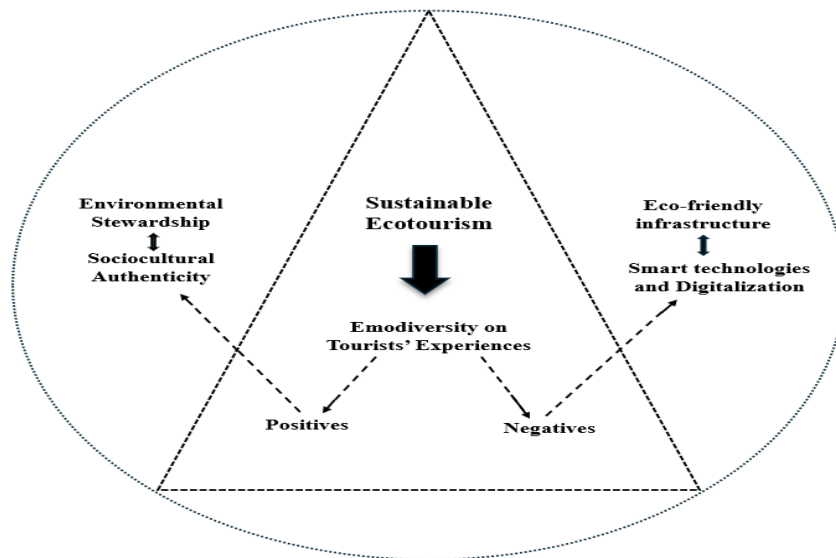 Environmental
Stewardship
Sociocultural
Authenticity
Sustainable
Ecotourism
Eco-friendly
infrastructure
Smart technologies
and Digitalization
Emodiversity on
Tourists’ Experiences
Positives
Negatives